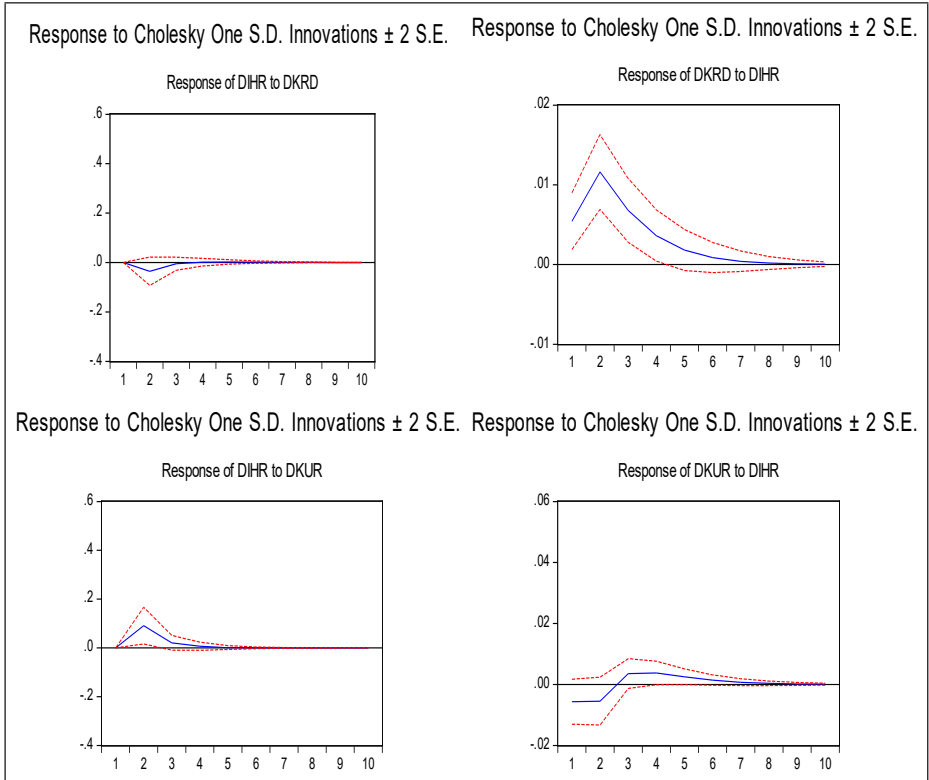 Response to Cholesky One S.D. Innovations ± 2 S.E.
Response of DIHR to DKRD
.6
.4
.2
.0
-.2
-.4
1 2 3 4 5 6 7 8 9 10
Response to Cholesky One S.D. Innovations ± 2 S.E.
Response of DKRD to DIHR
.02
.01
.00
-.01
1 2 3 4 5 6 7 8 9 10
Response to Cholesky One S.D. Innovations ± 2 S.E.
Response of DIHR to DKUR
.6
.4
.2
.0
-.2
-.4
1 2 3 4 5 6 7 8 9 10
Response to Cholesky One S.D. Innovations ± 2 S.E.
Response of DKUR to DIHR
.06
.04
.02
.00
-.02
1 2 3 4 5 6 7 8 9 10